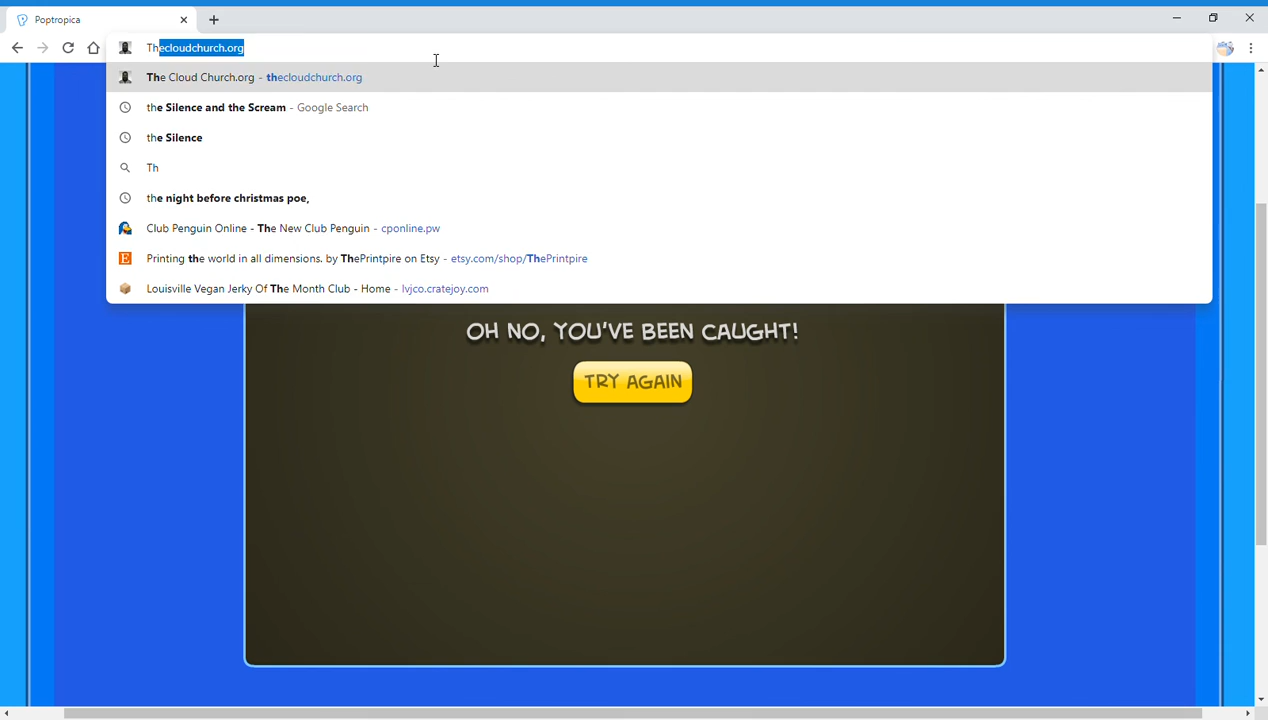 Poptropica
Thecloudchurch.org
The Cloud Church.org - thecloudchurch.org
the Silence and the Scream - Google Search
the Silence
Th
the night before christmas poe,
Club Penguin Online - The New Club Penguin - cponline.pw
Printing the world in all dimensions. by ThePrintpire on Etsy - etsy.com/shop/ThePrintpire
Louisville Vegan Jerky Of The Month Club - Home - lvjco.cratejoy.com
OH NO, YOU'VE BEEN CAUGHT!
TRY AGAIN